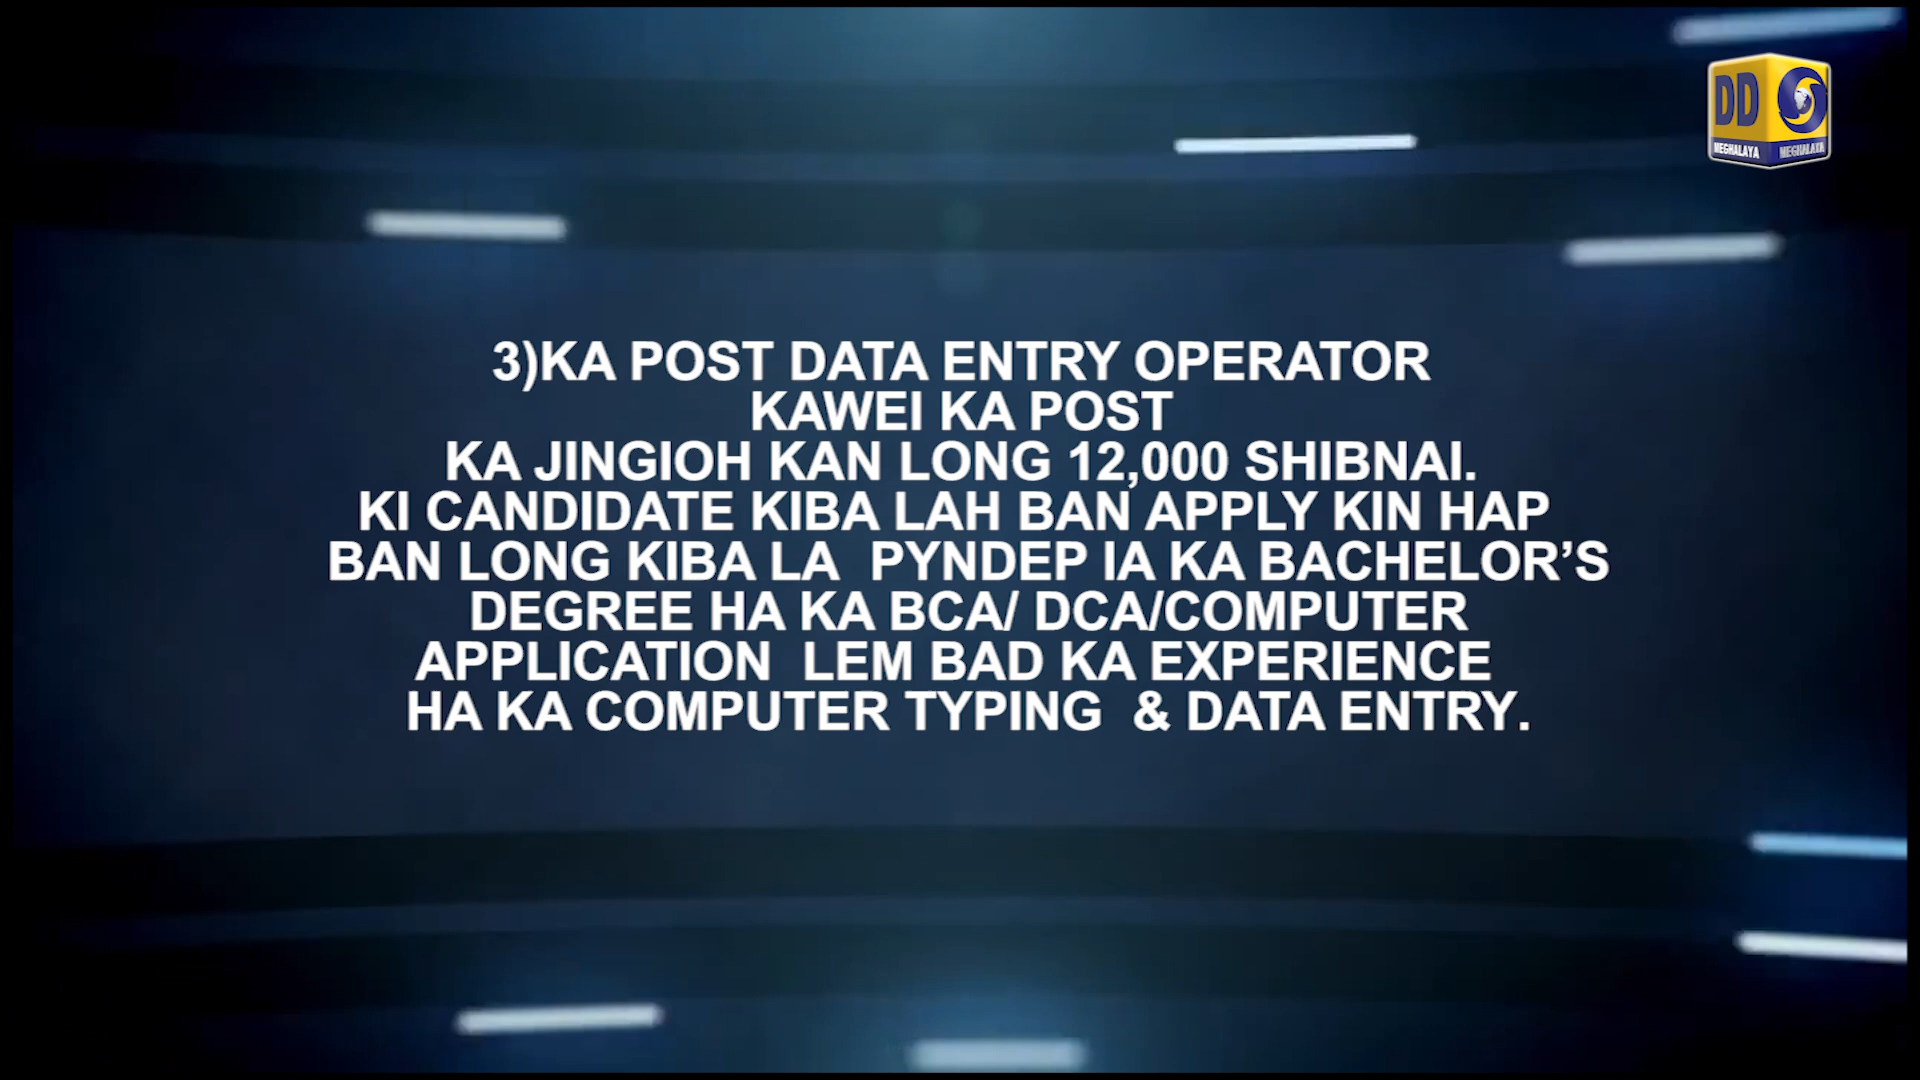 DD
MEGHALAYA MEGHALAYA
3)KA POST DATA ENTRY OPERATOR
KAWEI KA POST
KA JINGIOH KAN LONG 12,000 SHIBNAI.
KI CANDIDATE KIBA LAH BAN APPLY KIN HAP
BAN LONG KIBA LA PYNDEP IA KA BACHELOR’S
DEGREE HA KA BCA/ DCA/COMPUTER
APPLICATION LEM BAD KA EXPERIENCE
HA KA COMPUTER TYPING & DATA ENTRY.